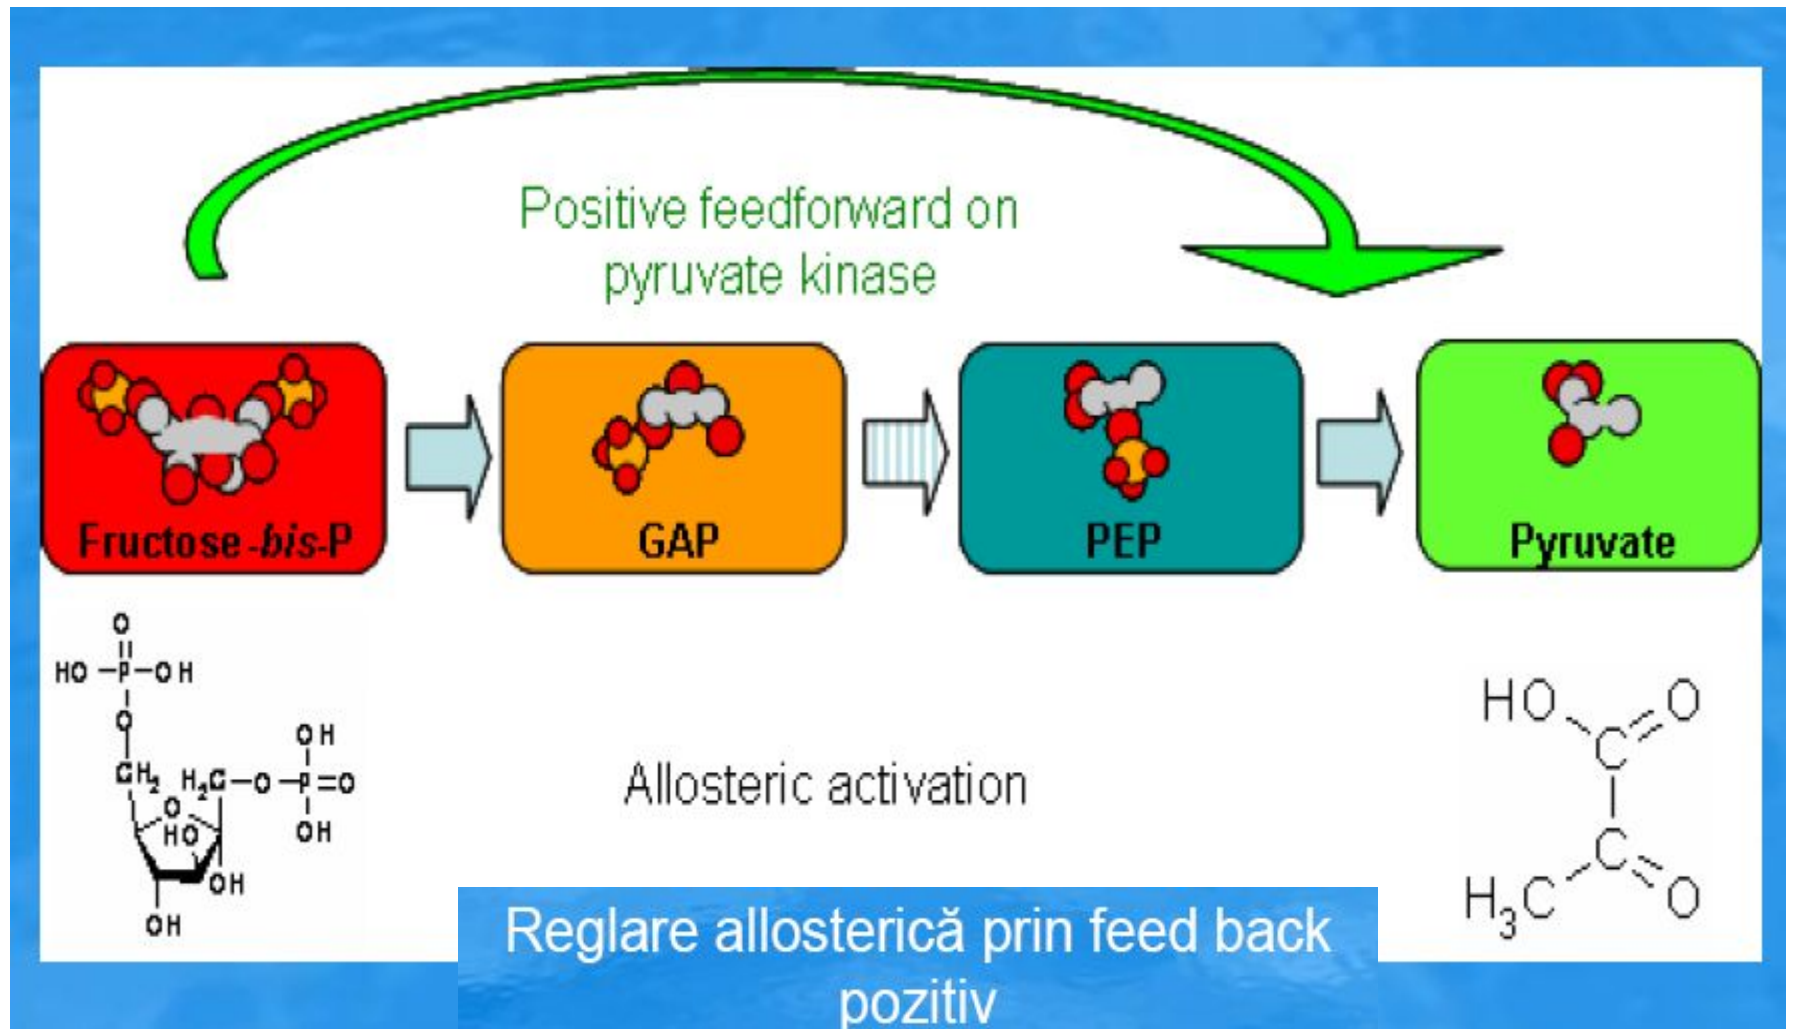 Positive feedforward on
pyruvate kinase
Fructose-bis-P
GAP
PEP
Pyruvate
O
HO –P–OH
O
CH2 H2C–O–P=O
OH
OH
O
HO
OH
OH
Allosteric activation
HO
O
C
C
H3C
O
Reglare allosterică prin feed back
pozitiv